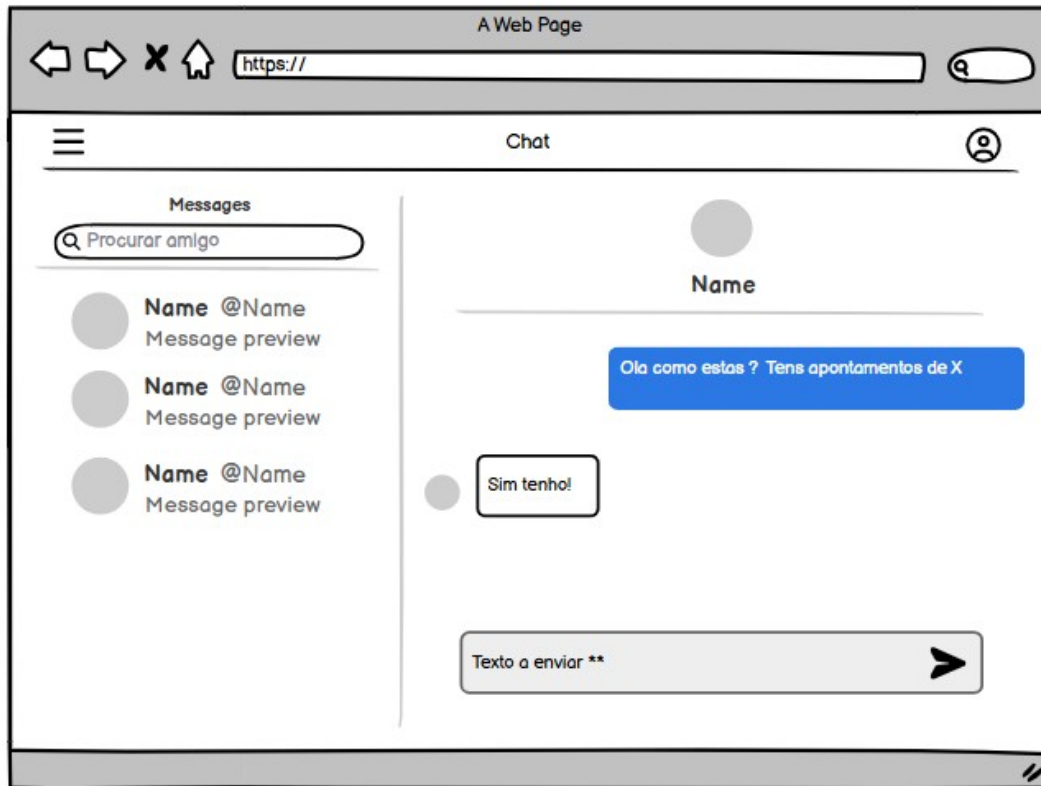 A Web Page
https://
Chat
Messages
Procurar amigo
Name @Name
Message preview
Name @Name
Message preview
Name @Name
Message preview
Name
Ola como estas ? Tens apontamentos de X
Sim tenho!
Texto a enviar **